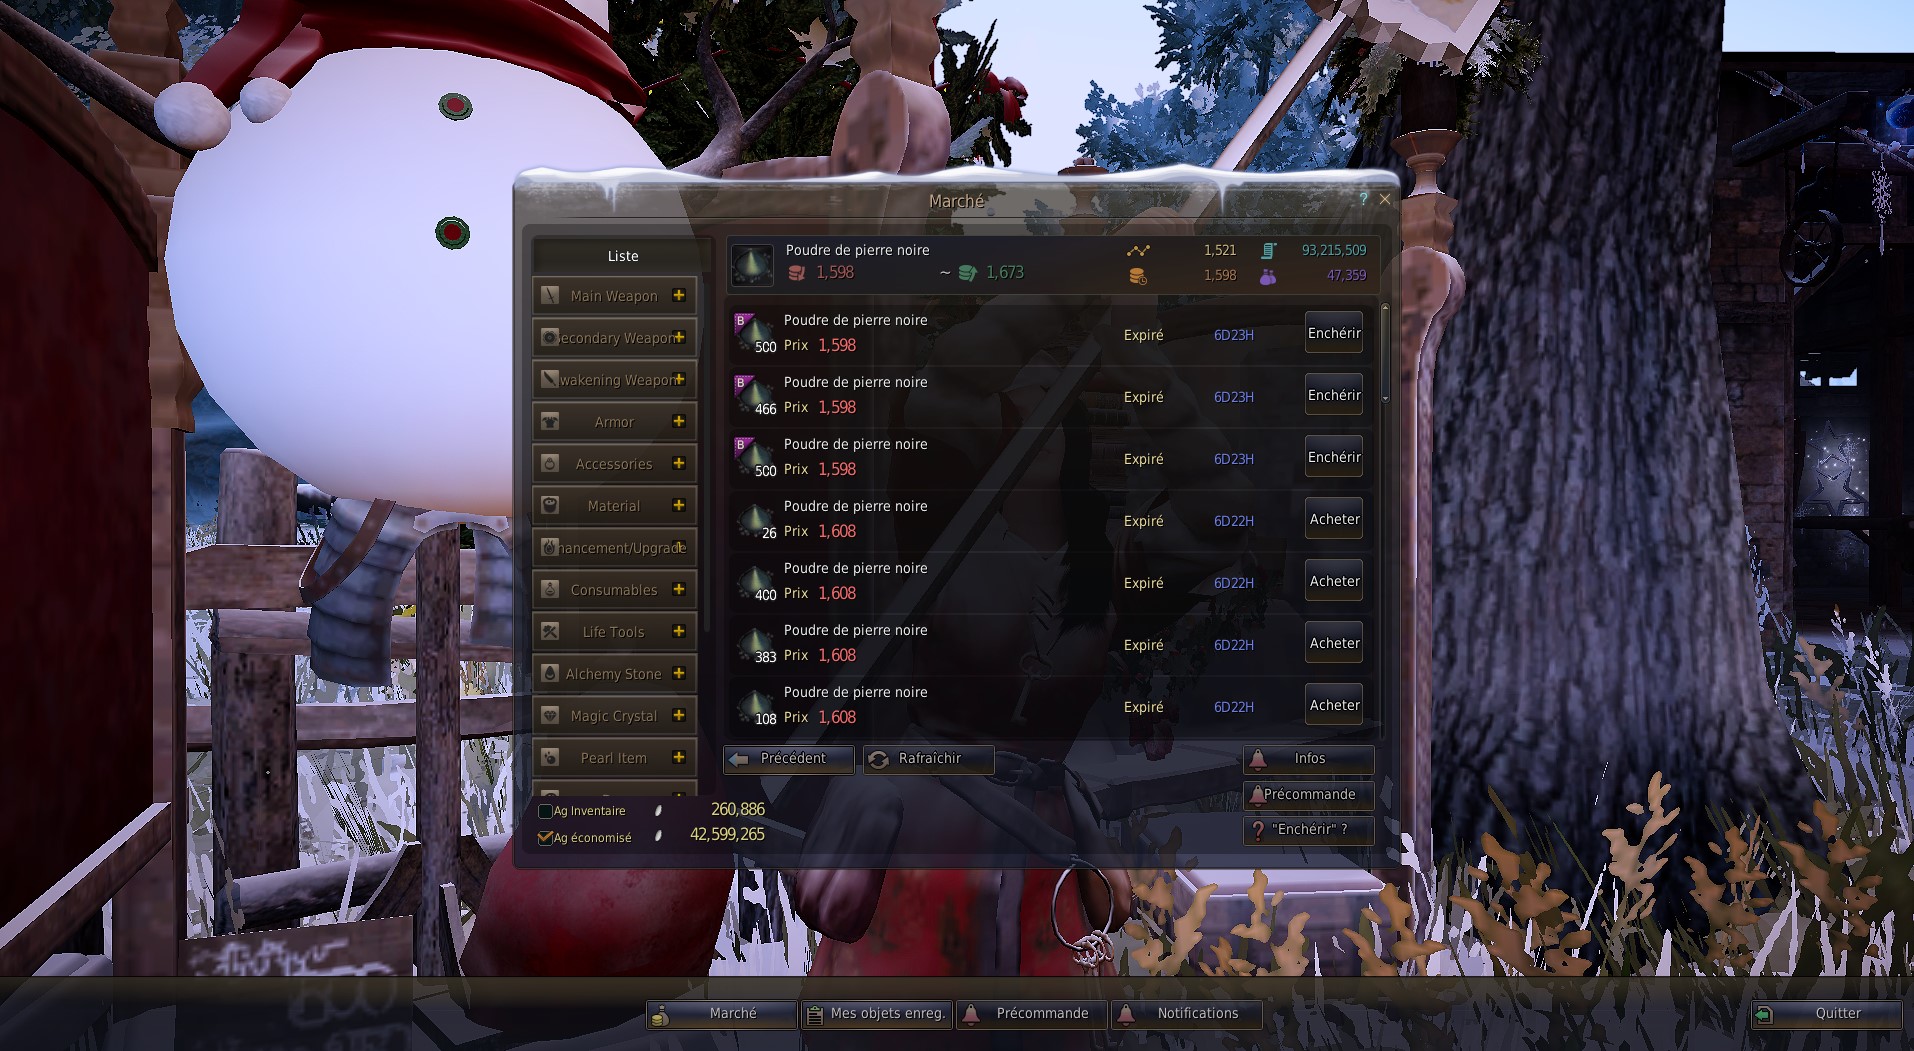 Marché
?
Liste
Main Weapon
econdary Weapon
wakening Weapon
Armor
Accessories
Material
hancement/Upgrade
Consumables
Life Tools
Alchemy Stone
Magic Crystal
Pearl Item
Poudre de pierre noire
1,598 ~ 1,673
1,521 93,215,509
1,598 47,359
B 500 Poudre de pierre noire
Prix 1,598 Expiré 6D23H Enchérir
B 466 Poudre de pierre noire
Prix 1,598 Expiré 6D23H Enchérir
B 500 Poudre de pierre noire
Prix 1,598 Expiré 6D23H Enchérir
26 Poudre de pierre noire
Prix 1,608 Expiré 6D22H Acheter
400 Poudre de pierre noire
Prix 1,608 Expiré 6D22H Acheter
383 Poudre de pierre noire
Prix 1,608 Expiré 6D22H Acheter
108 Poudre de pierre noire
Prix 1,608 Expiré 6D22H Acheter
Précédent Rafraîchir Infos
Précommande
? "Enchérir" ?
Ag Inventaire 260,886
Ag économisé 42,599,265
Marché Mes objets enreg. Précommande Notifications Quitter